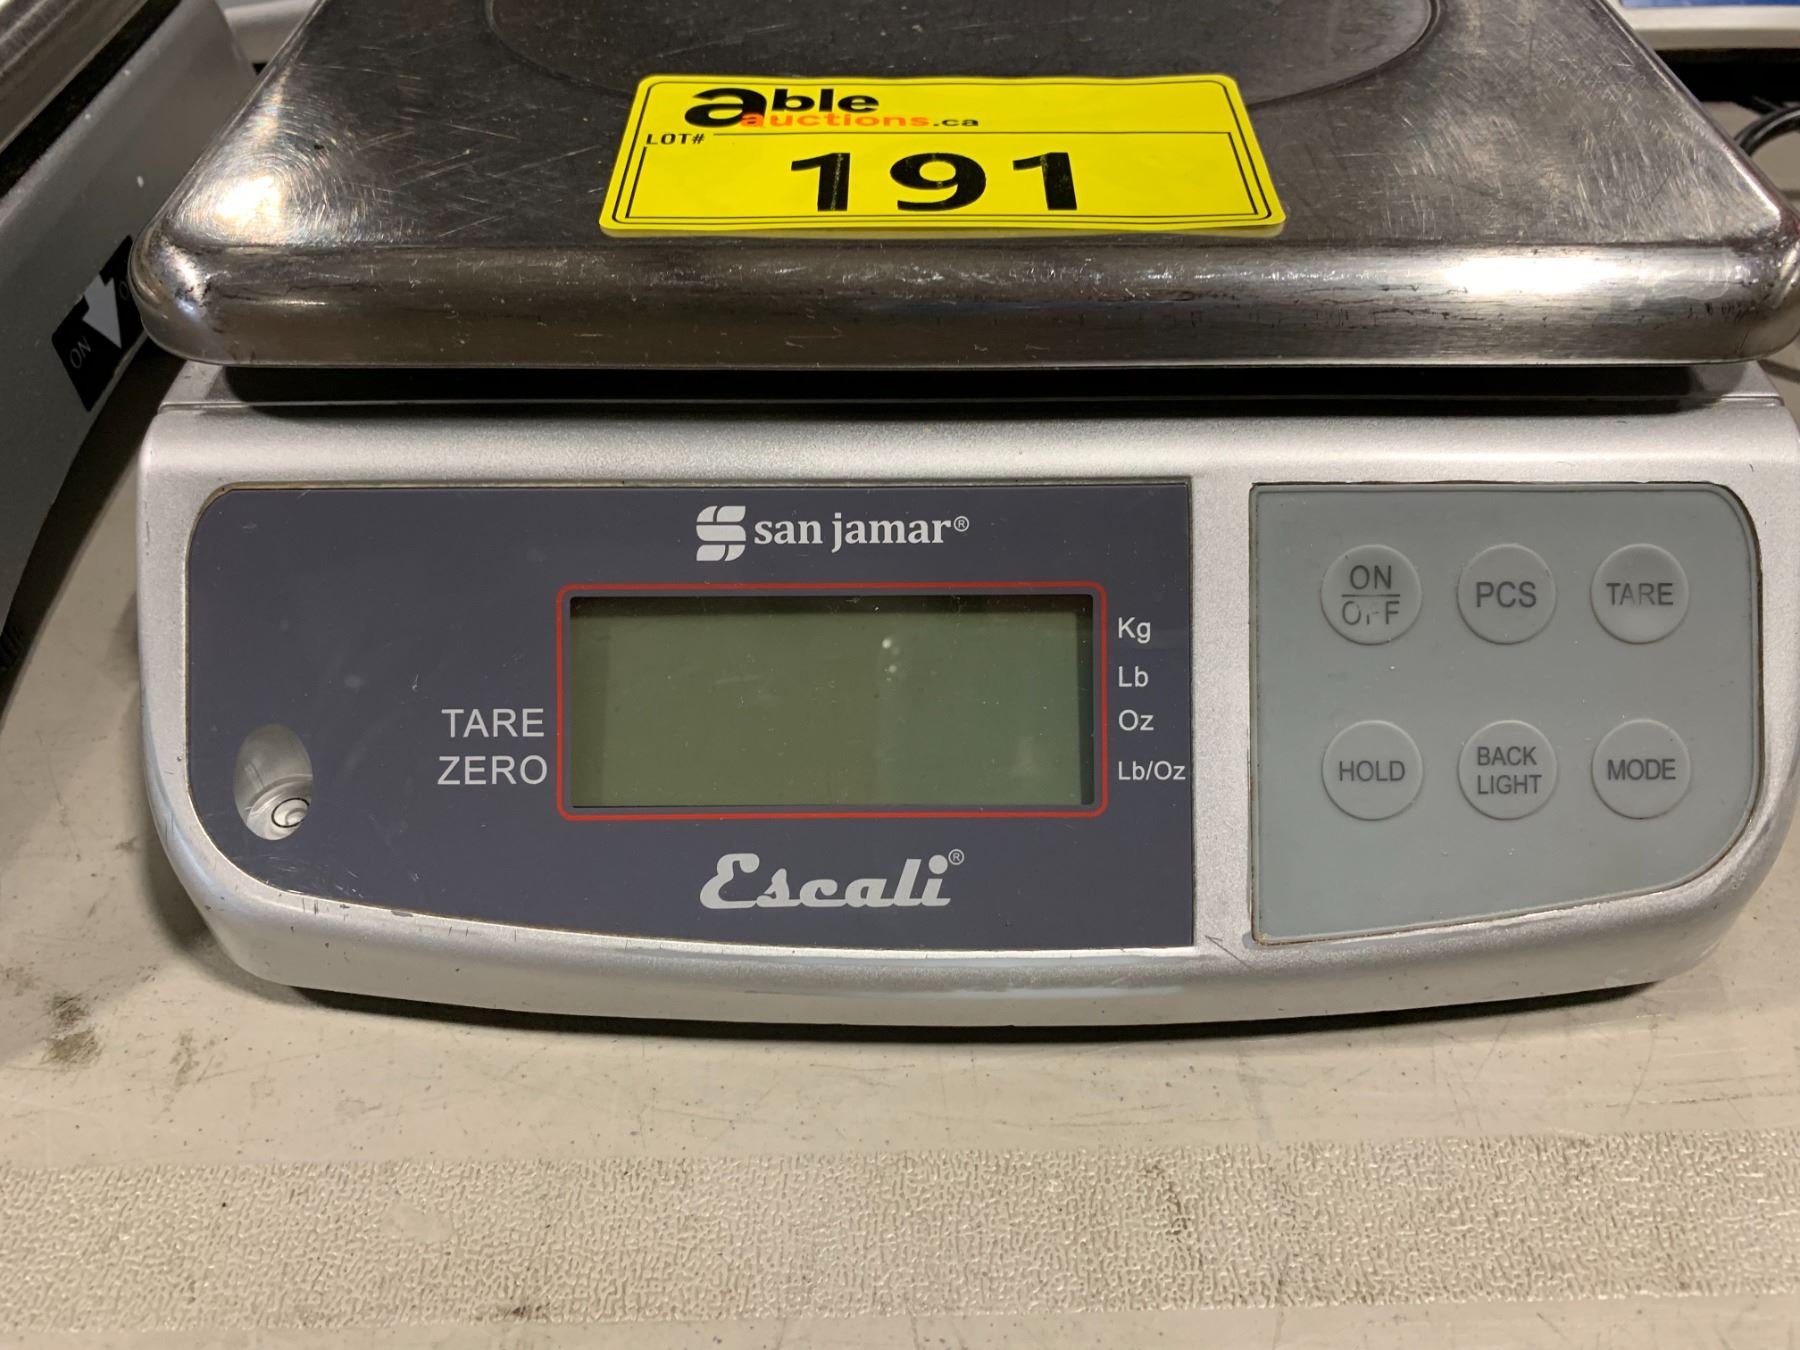 able
auctions.ca
LOT#
191
ON
san jamar®
TARE
ZERO
Kg
Lb
Oz
Lb/Oz
Escali®
ON
OFF
PCS
TARE
HOLD
BACK
LIGHT
MODE